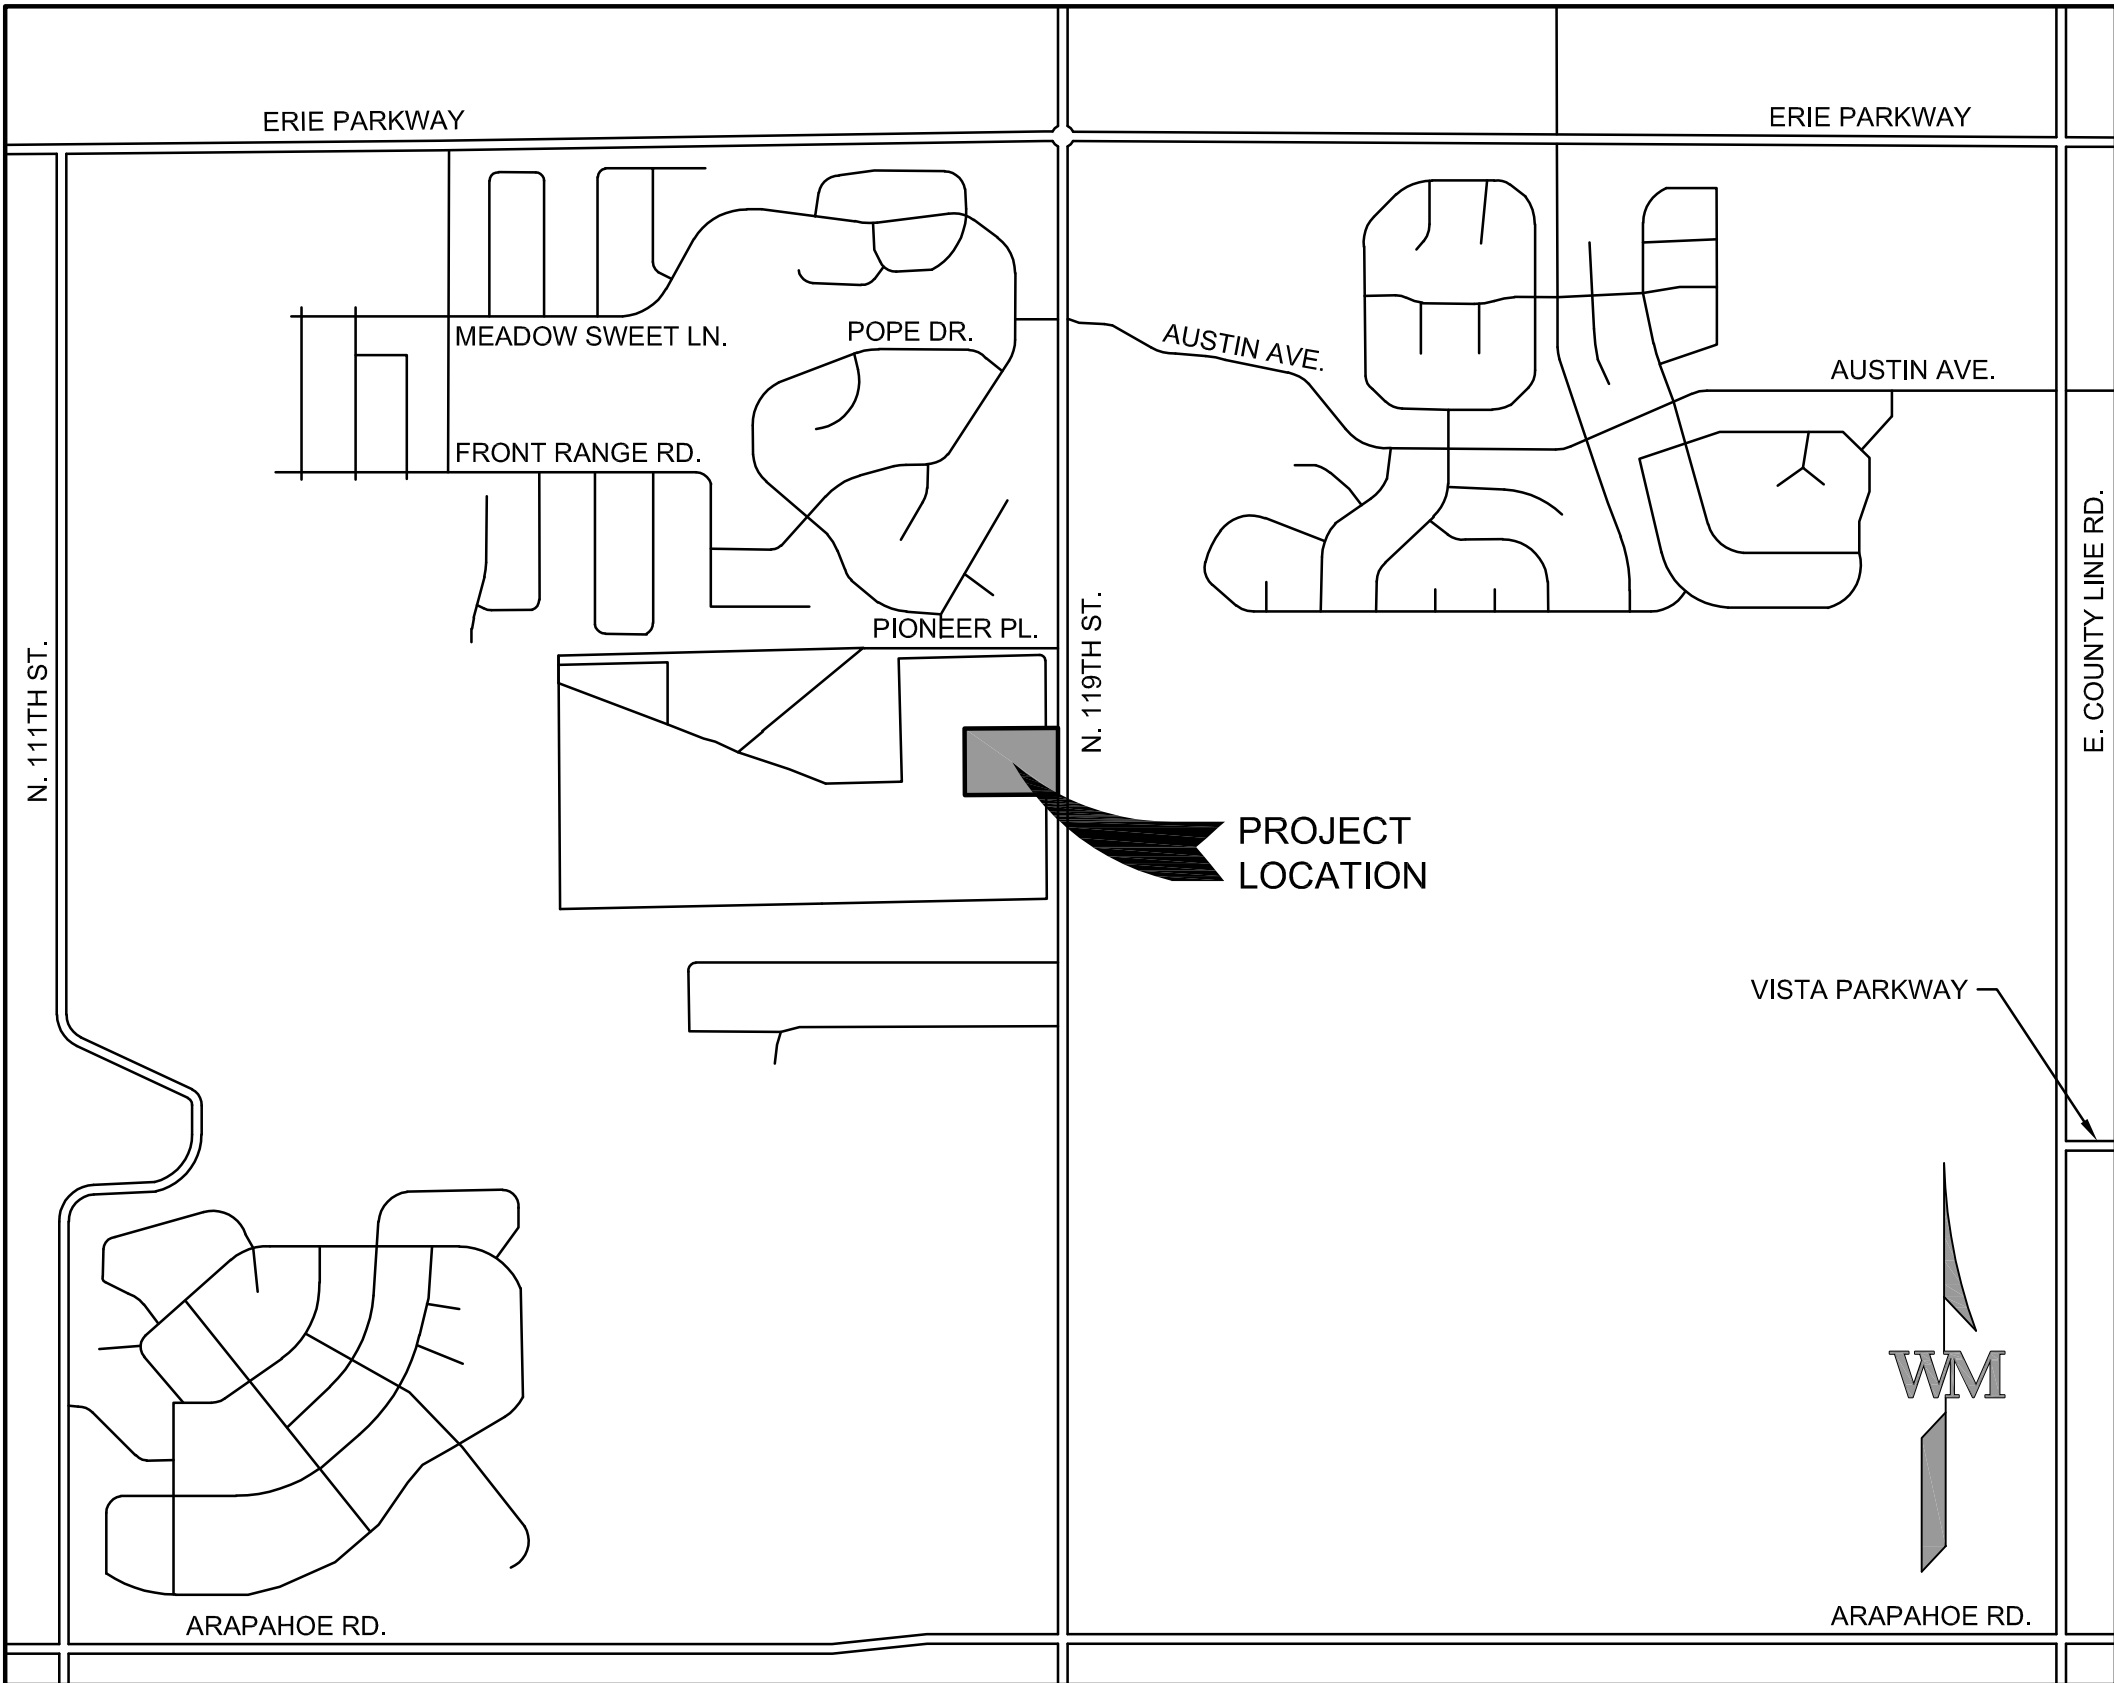 ERIE PARKWAY
ERIE PARKWAY
MEADOW SWEET LN.
POPE DR.
AUSTIN AVE.
AUSTIN AVE.
FRONT RANGE RD.
E. COUNTY LINE RD.
PIONEER PL.
N. 119TH ST.
N. 111TH ST.
PROJECT
LOCATION
VISTA PARKWAY
WM
ARAPAHOE RD.
ARAPAHOE RD.